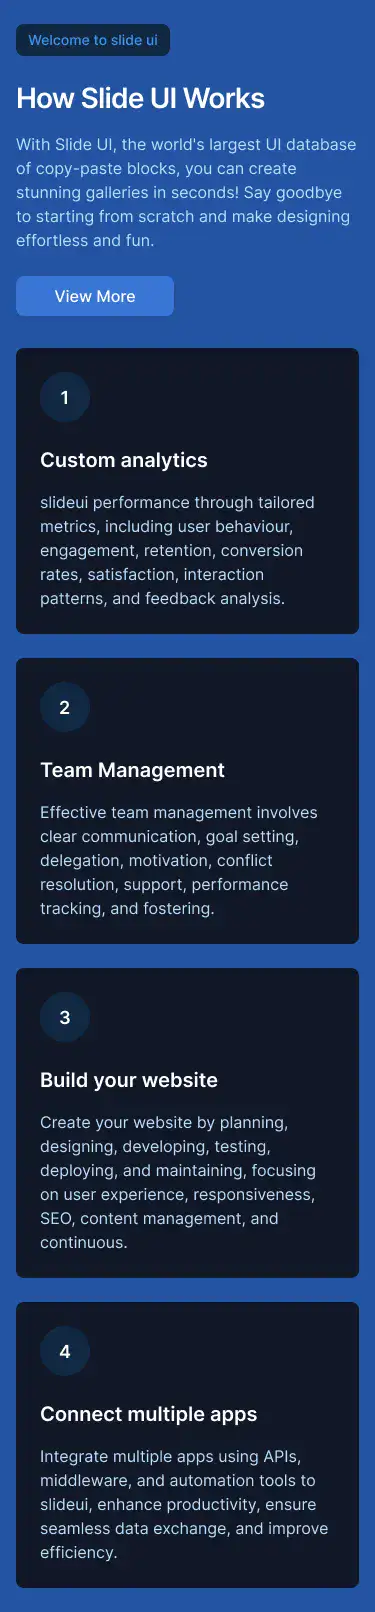 Welcome to slide ui
How Slide UI Works
With Slide UI, the world's largest UI database
of copy-paste blocks, you can create
stunning galleries in seconds! Say goodbye
to starting from scratch and make designing
effortless and fun.
View More
1
Custom analytics
slideui performance through tailored
metrics, including user behaviour,
engagement, retention, conversion
rates, satisfaction, interaction
patterns, and feedback analysis.
2
Team Management
Effective team management involves
clear communication, goal setting,
delegation, motivation, conflict
resolution, support, performance
tracking, and fostering.
3
Build your website
Create your website by planning,
designing, developing, testing,
deploying, and maintaining, focusing
on user experience, responsiveness,
SEO, content management, and
continuous.
4
Connect multiple apps
Integrate multiple apps using APIs,
middleware, and automation tools to
slideui, enhance productivity, ensure
seamless data exchange, and improve
efficiency.